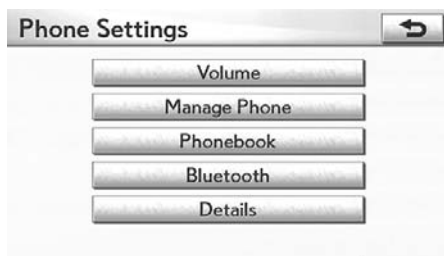 Phone Settings
Volume
Manage Phone
Phonebook
Bluetooth
Details